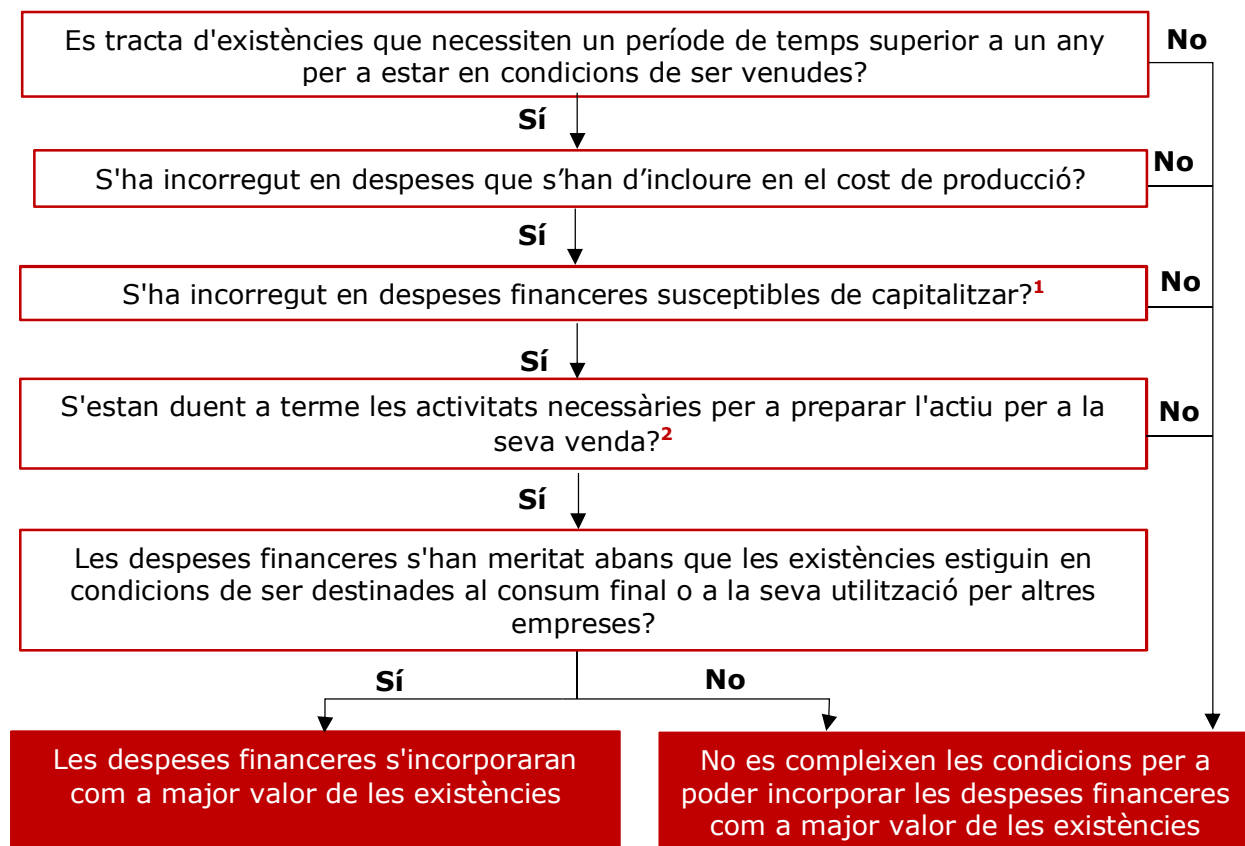 Es tracta d'existències que necessiten un període de temps superior a un any
per a estar en condicions de ser venudes?
No
Sí
S'ha incorregut en despeses que s’han d’incloure en el cost de producció?
No
Sí
S'ha incorregut en despeses financeres susceptibles de capitalitzar?1
No
Sí
S'estan duent a terme les activitats necessàries per a preparar l'actiu per a la
seva venda?2
No
Sí
Les despeses financeres s'han meritat abans que les existències estiguin en
condicions de ser destinades al consum final o a la seva utilització per altres
empreses?
Sí
No
Les despeses financeres s'incorporaran
com a major valor de les existències
No es compleixen les condicions per a
poder incorporar les despeses financeres
com a major valor de les existències